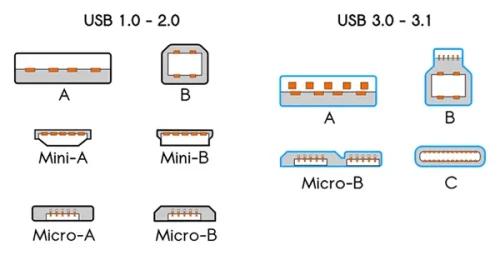 USB 1.0 - 2.0
A
B
Mini-A
Mini-B
Micro-A
Micro-B
USB 3.0 - 3.1
A
B
Micro-B
C